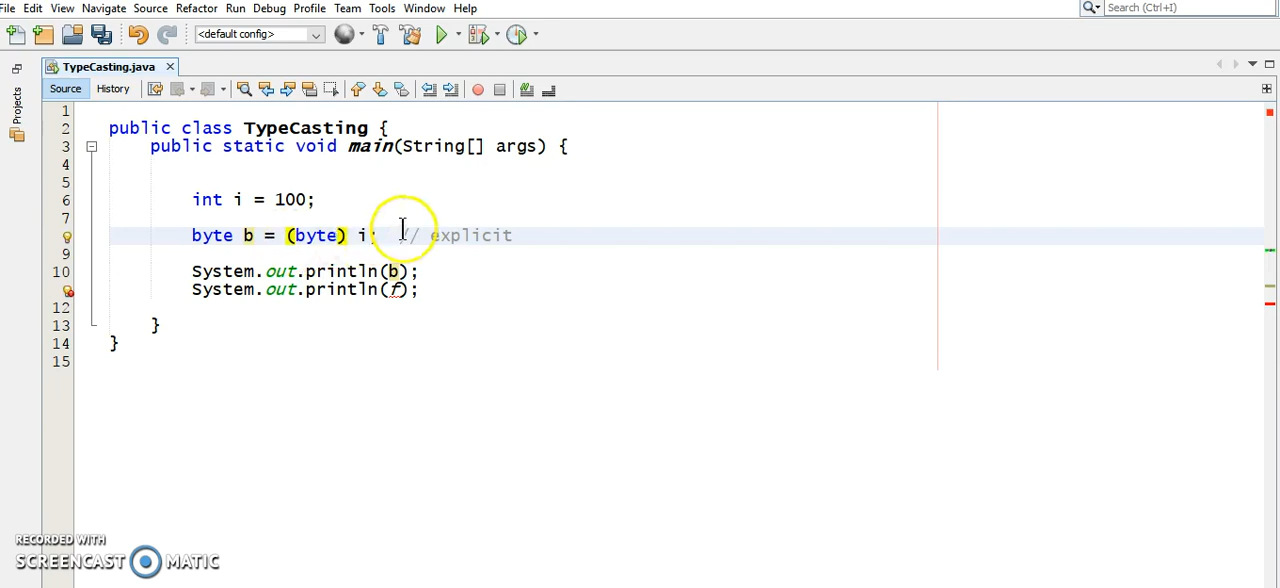 File Edit View Navigate Source Refactor Run Debug Profile Team Tools Window Help
Search (Ctrl+I)
<default config>
TypeCasting.java
Source History
Projects
1
2 public class TypeCasting {
3 public static void main(String[] args) {
4
5
6 int i = 100;
7
byte b = (byte) i; // explicit
9
10 System.out.println(b);
System.out.println(f);
12
13 }
14 }
15
RECORDED WITH
SCREENCAST MATIC